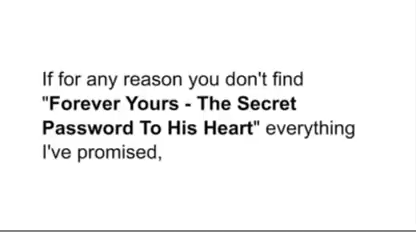 If for any reason you don't find
"Forever Yours - The Secret
Password To His Heart" everything
I've promised,